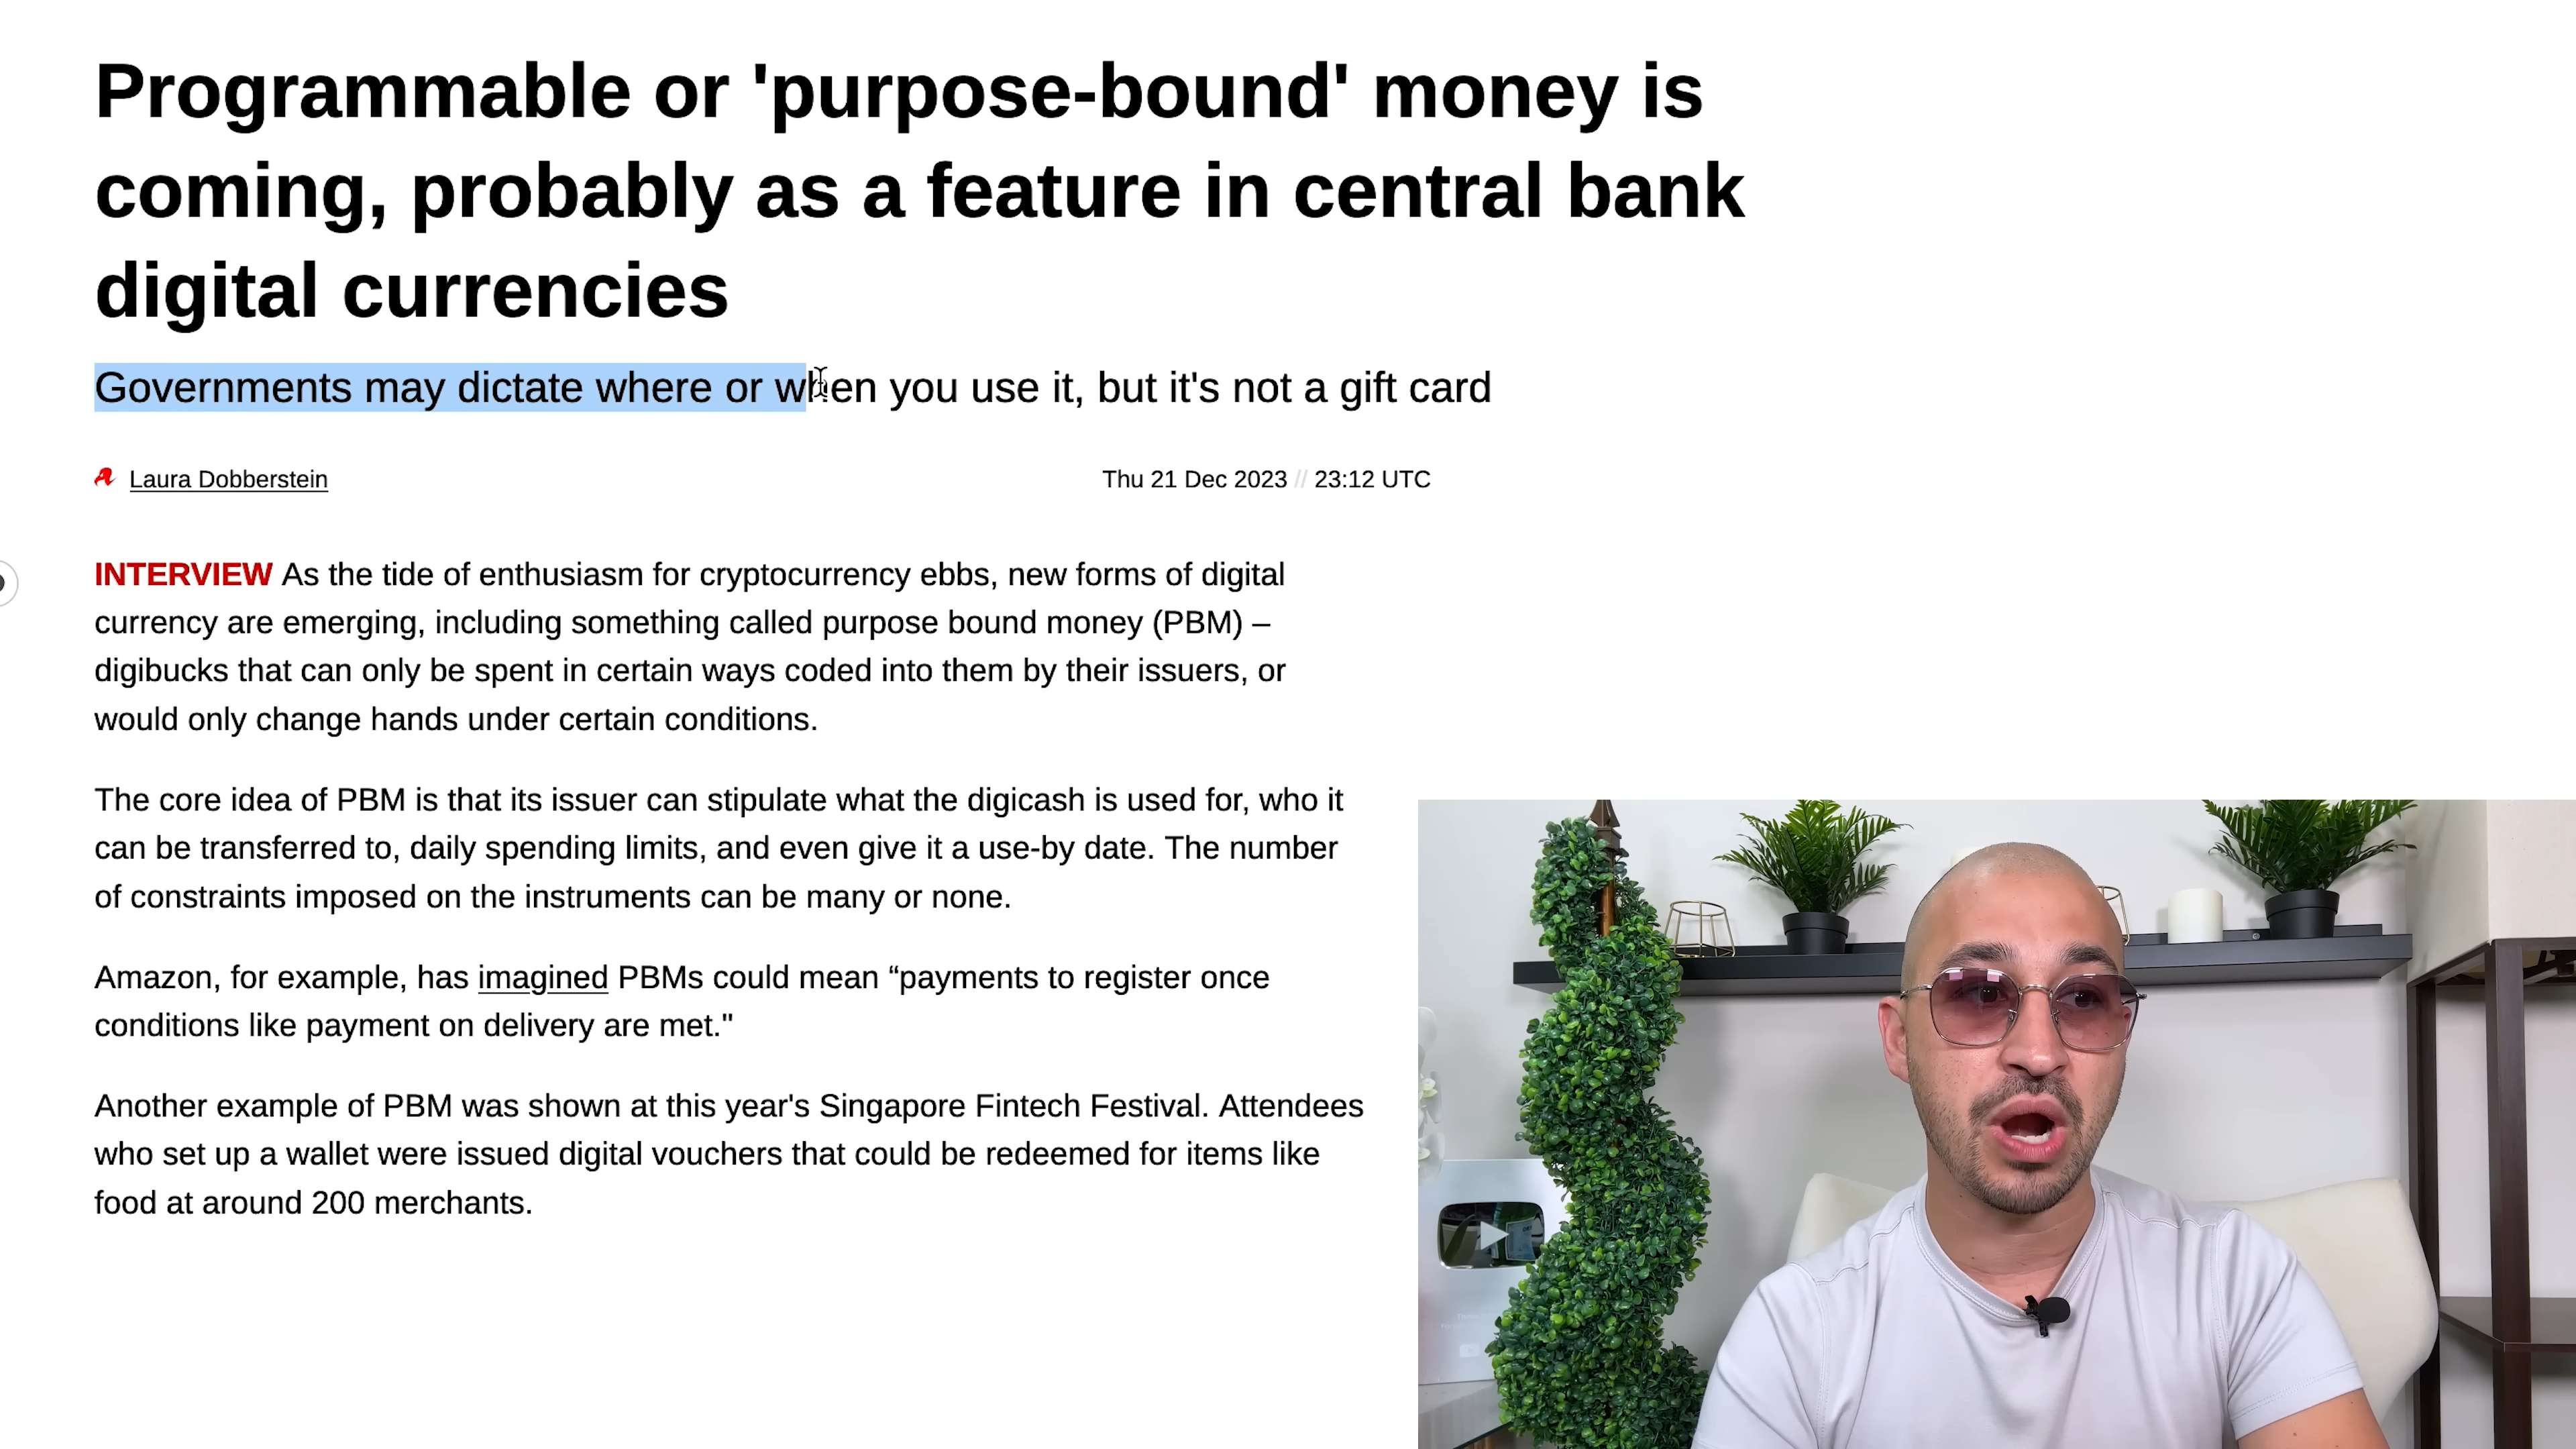 Programmable or 'purpose-bound' money is
coming, probably as a feature in central bank
digital currencies
Governments may dictate where or when you use it, but it's not a gift card
Laura Dobberstein
Thu 21 Dec 2023 // 23:12 UTC
INTERVIEW As the tide of enthusiasm for cryptocurrency ebbs, new forms of digital
currency are emerging, including something called purpose bound money (PBM) –
digibucks that can only be spent in certain ways coded into them by their issuers, or
would only change hands under certain conditions.
The core idea of PBM is that its issuer can stipulate what the digicash is used for, who it
can be transferred to, daily spending limits, and even give it a use-by date. The number
of constraints imposed on the instruments can be many or none.
Amazon, for example, has imagined PBMs could mean “payments to register once
conditions like payment on delivery are met."
Another example of PBM was shown at this year's Singapore Fintech Festival. Attendees
who set up a wallet were issued digital vouchers that could be redeemed for items like
food at around 200 merchants.